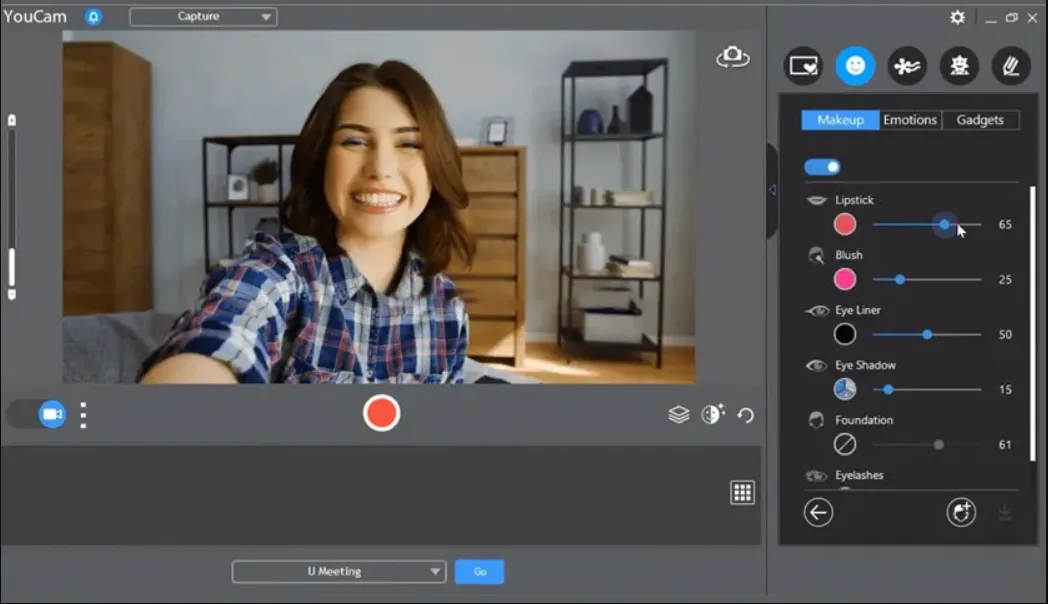 YouCam
Capture
Makeup Emotions Gadgets
Lipstick
65
Blush
25
Eye Liner
50
Eye Shadow
15
Foundation
61
Eyelashes
U Meeting
Go